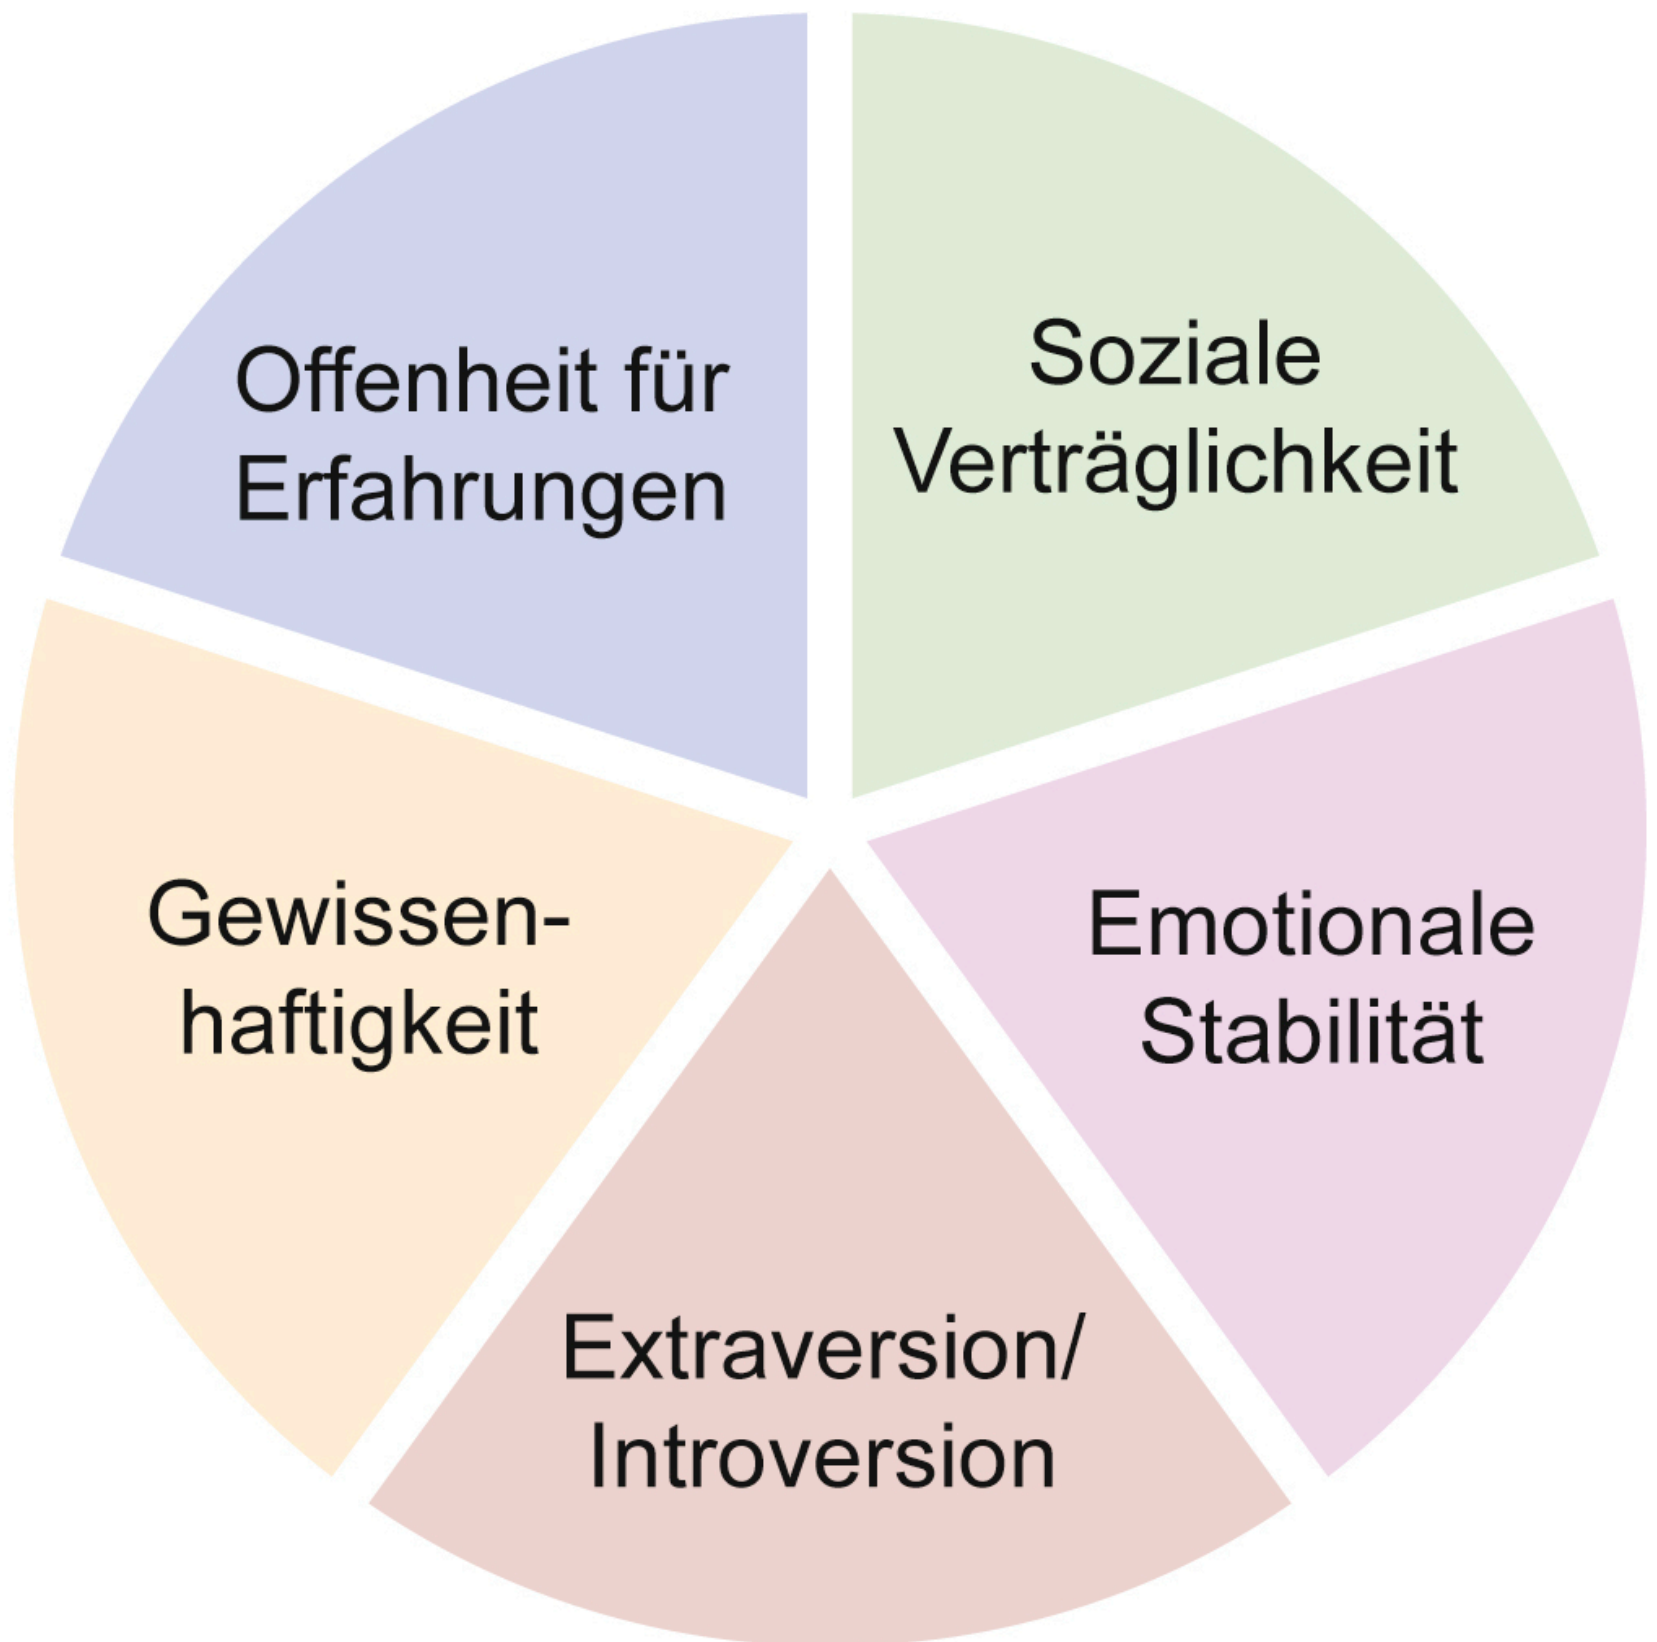 Offenheit für
Erfahrungen
Soziale
Verträglichkeit
Gewissen-
haftigkeit
Emotionale
Stabilität
Extraversion/
Introversion